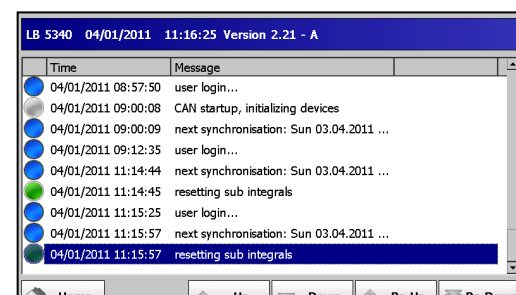 LB 5340 04/01/2011 11:16:25 Version 2.21 - A
Time Message
04/01/2011 08:57:50 user login...
04/01/2011 09:00:08 CAN startup, initializing devices
04/01/2011 09:00:09 next synchronisation: Sun 03.04.2011 ...
04/01/2011 09:12:35 user login...
04/01/2011 11:14:44 next synchronisation: Sun 03.04.2011 ...
04/01/2011 11:14:45 resetting sub integrals
04/01/2011 11:15:25 user login...
04/01/2011 11:15:57 next synchronisation: Sun 03.04.2011 ...
04/01/2011 11:15:57 resetting sub integrals